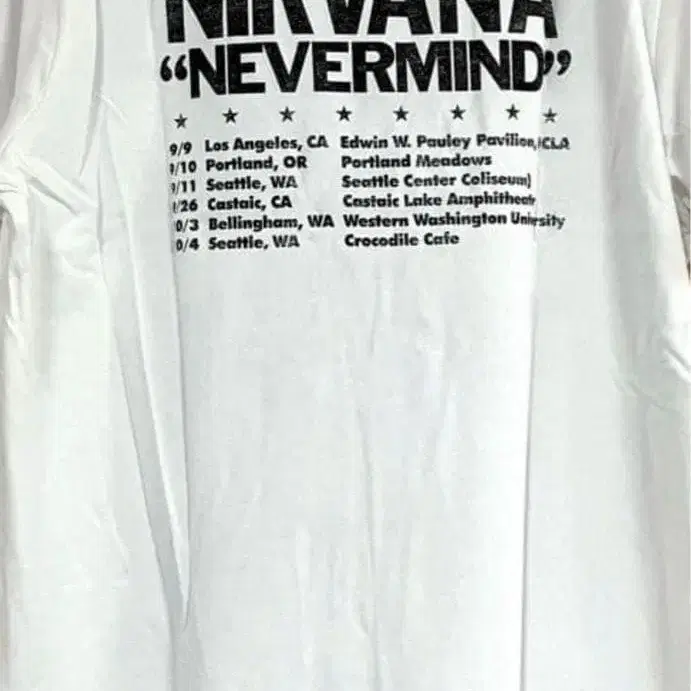 NIRVANA
“NEVERMIND”
9/9 Los Angeles, CA Edwin W. Pauley Pavilion, CLA
/10 Portland, OR Portland Meadows
/11 Seattle, WA Seattle Center Coliseum)
/26 Castaic, CA Castaic Lake Amphitheatr
0/3 Bellingham, WA Western Washington University
0/4 Seattle, WA Crocodile Cafe